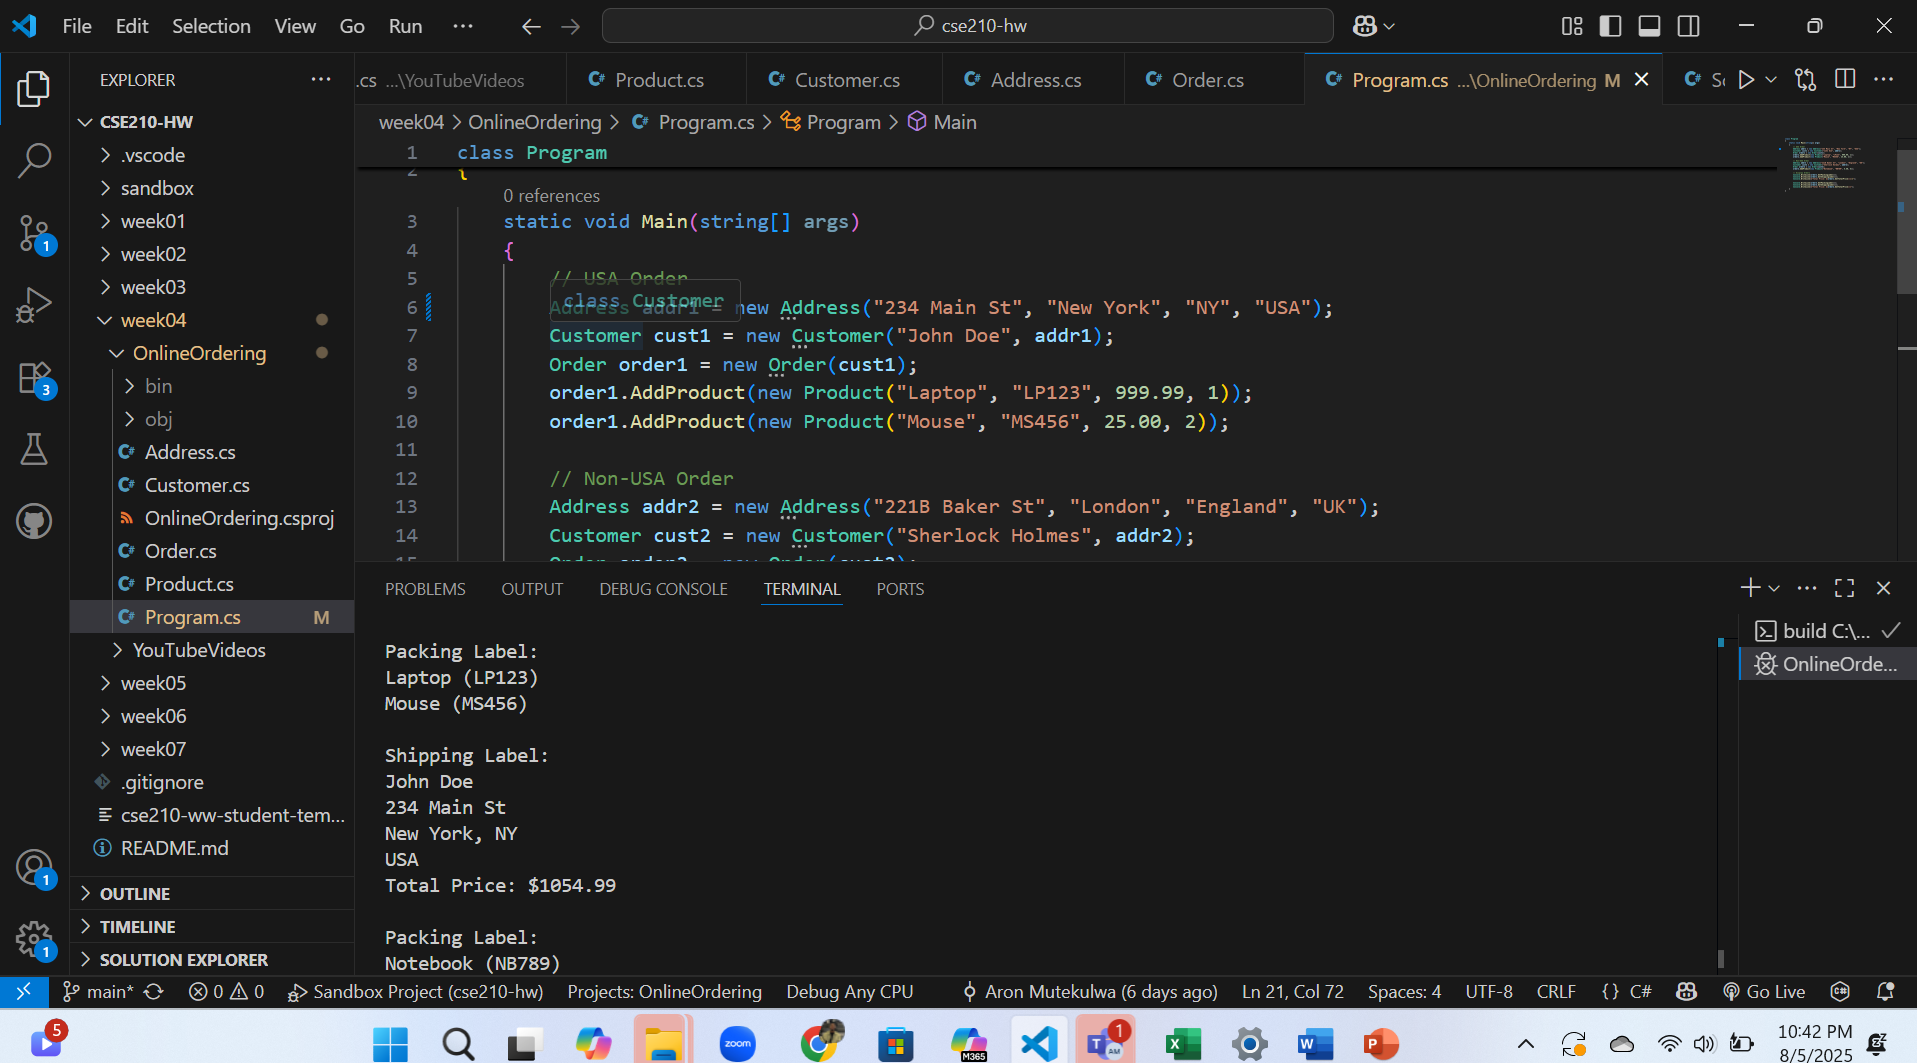 File Edit Selection View Go Run ··· cse210-hw
EXPLORER
.cs ...\YouTubeVideos Product.cs Customer.cs Address.cs Order.cs Program.cs ...\OnlineOrdering M
week04 > OnlineOrdering > Program.cs > Program > Main
CSE210-HW
.vscode
sandbox
week01
week02
week03
week04
OnlineOrdering
bin
obj
Address.cs
Customer.cs
OnlineOrdering.csproj
Order.cs
Product.cs
Program.cs M
YouTubeVideos
week05
week06
week07
.gitignore
cse210-ww-student-tem...
README.md
OUTLINE
TIMELINE
SOLUTION EXPLORER
1
1
3
1
1
1 class Program
2 {
0 references
3 static void Main(string[] args)
4 {
5 // USA Order
class Customer
6 Address addr1 = new Address("234 Main St", "New York", "NY", "USA");
7 Customer cust1 = new Customer("John Doe", addr1);
8 Order order1 = new Order(cust1);
9 order1.AddProduct(new Product("Laptop", "LP123", 999.99, 1));
10 order1.AddProduct(new Product("Mouse", "MS456", 25.00, 2));
11
12 // Non-USA Order
13 Address addr2 = new Address("221B Baker St", "London", "England", "UK");
14 Customer cust2 = new Customer("Sherlock Holmes", addr2);
PROBLEMS OUTPUT DEBUG CONSOLE TERMINAL PORTS
build C:\...
OnlineOrde...
Packing Label:
Laptop (LP123)
Mouse (MS456)
Shipping Label:
John Doe
234 Main St
New York, NY
USA
Total Price: $1054.99
Packing Label:
Notebook (NB789)
main* 0 0 Sandbox Project (cse210-hw) Projects: OnlineOrdering Debug Any CPU Aron Mutekulwa (6 days ago) Ln 21, Col 72 Spaces: 4 UTF-8 CRLF {} C# Go Live
5 zoom M365 1 10:42 PM
8/5/2025